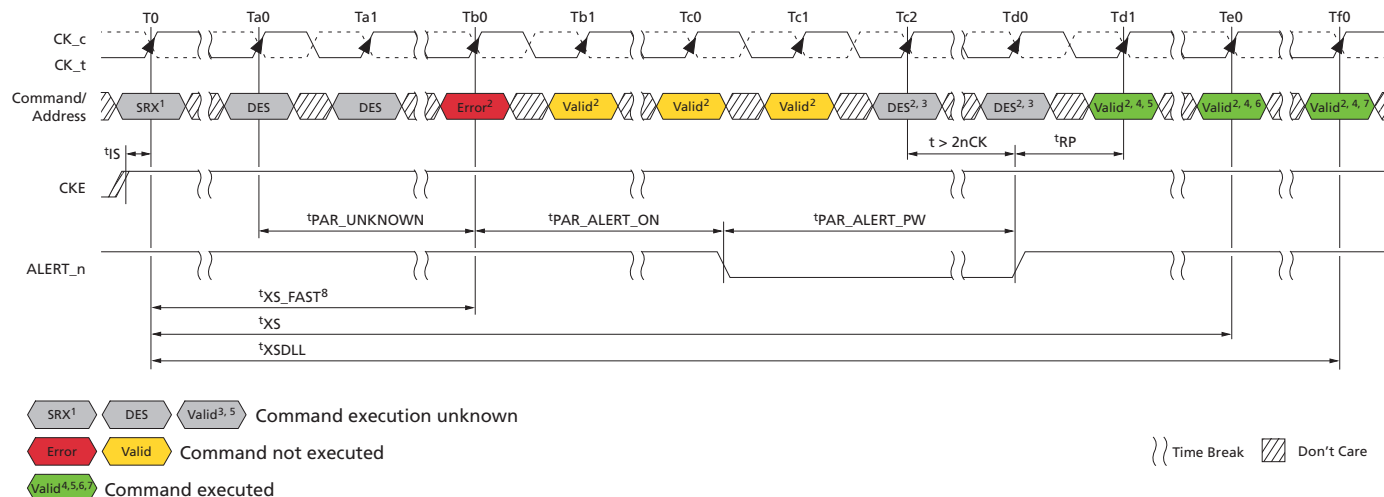 T0 Ta0 Ta1 Tb0 Tb1 Tc0 Tc1 Tc2 Td0 Td1 Te0 Tf0
CK_c
CK_t
Command/
Address
SRX¹ DES DES Error² Valid² Valid² Valid² DES², ³ DES², ³ Valid², ⁴, ⁵ Valid², ⁴, ⁶ Valid², ⁴, ⁷
tIS t > 2nCK tRP
CKE
tPAR_UNKNOWN tPAR_ALERT_ON tPAR_ALERT_PW
ALERT_n
tXS_FAST⁸
tXS
tXSDLL
SRX¹ DES Valid³, ⁵ Command execution unknown
Error Valid Command not executed
Time Break Don't Care
Valid⁴,⁵,⁶,⁷ Command executed